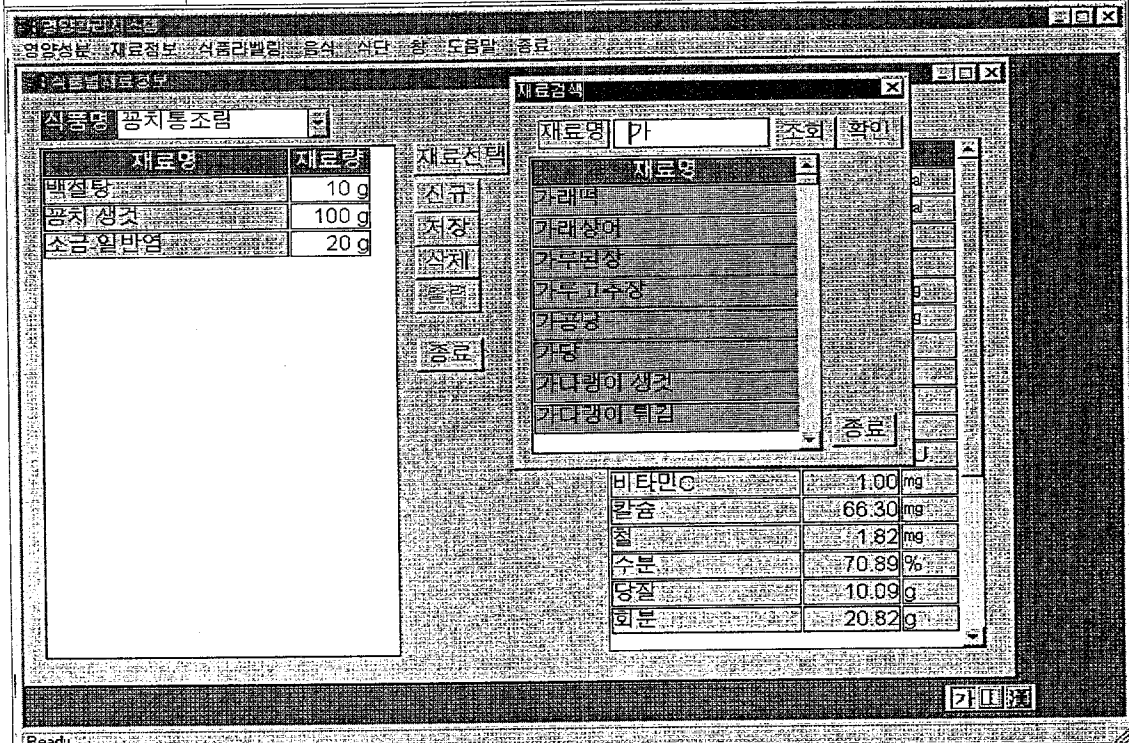 영양관리시스템
영양성분 재료정보 식품라벨링 음식 식단 창 도움말 종료
식품별재료정보
식품명 꽁치통조림
재료명 재료량
백설탕 10 g
꽁치 생것 100 g
소금.일반염 20 g
재료선택
신규
저장
삭제
종료
재료검색
재료명 가 조회 확인
재료명
가래떡
가래상어
가루된장
가루고추장
가공당
가당
가다랭이 생것
가다랭이 튀김
종료
비타민C 1.00 mg
칼슘 66.30 mg
철 1.82 mg
수분 70.89 %
당질 10.09 g
회분 20.82 g
가 漢
Ready